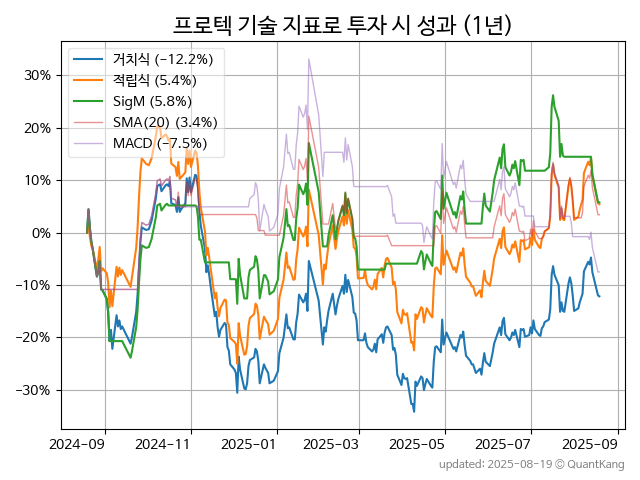 프로텍 기술 지표로 투자 시 성과 (1년)
거치식 (−12.2%)
적립식 (5.4%)
SigM (5.8%)
SMA(20) (3.4%)
MACD (−7.5%)
30%
20%
10%
0%
−10%
−20%
−30%
2024-09 2024-11 2025-01 2025-03 2025-05 2025-07 2025-09
updated: 2025-08-19 © QuantKang